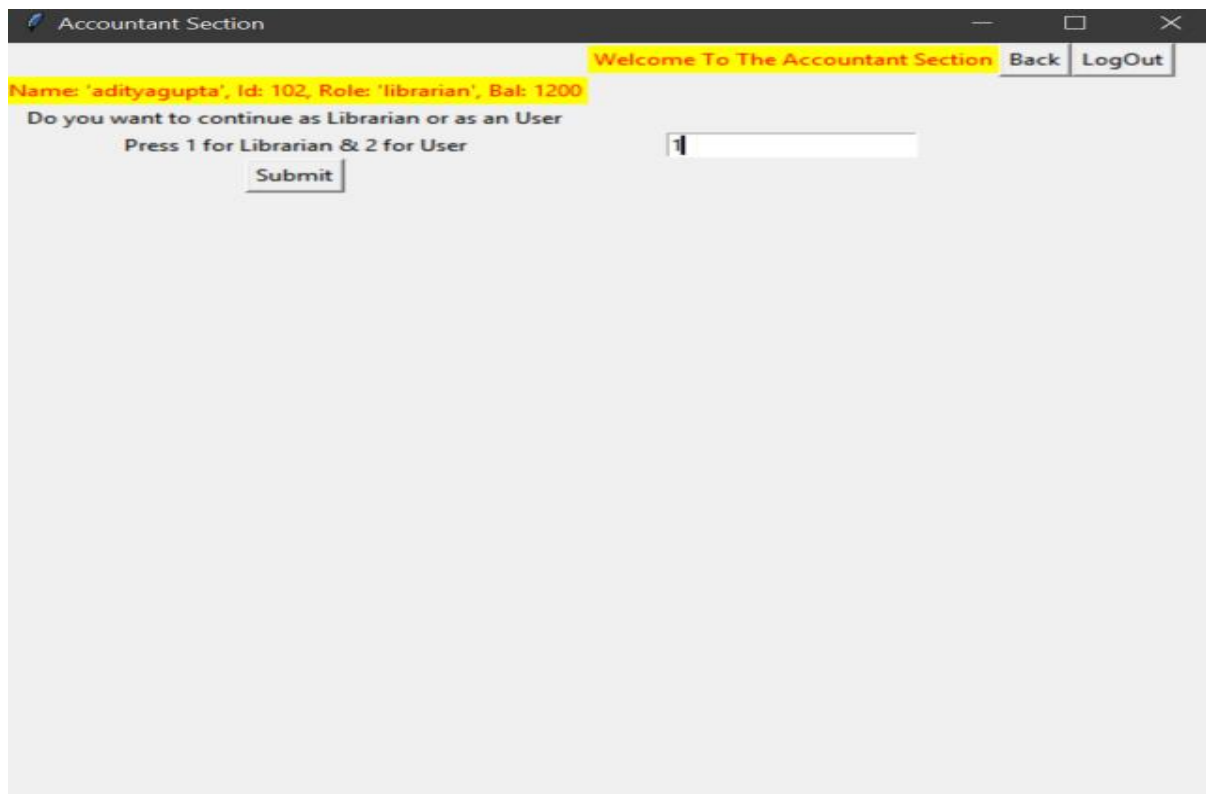 Accountant Section
Welcome To The Accountant Section Back LogOut
Name: 'adityagupta', Id: 102, Role: 'librarian', Bal: 1200
Do you want to continue as Librarian or as an User
Press 1 for Librarian & 2 for User 1
Submit